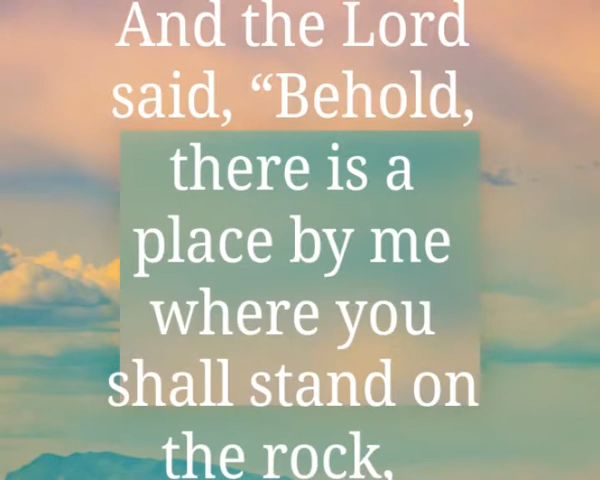 And the Lord
said, “Behold,
there is a
place by me
where you
shall stand on
the rock,